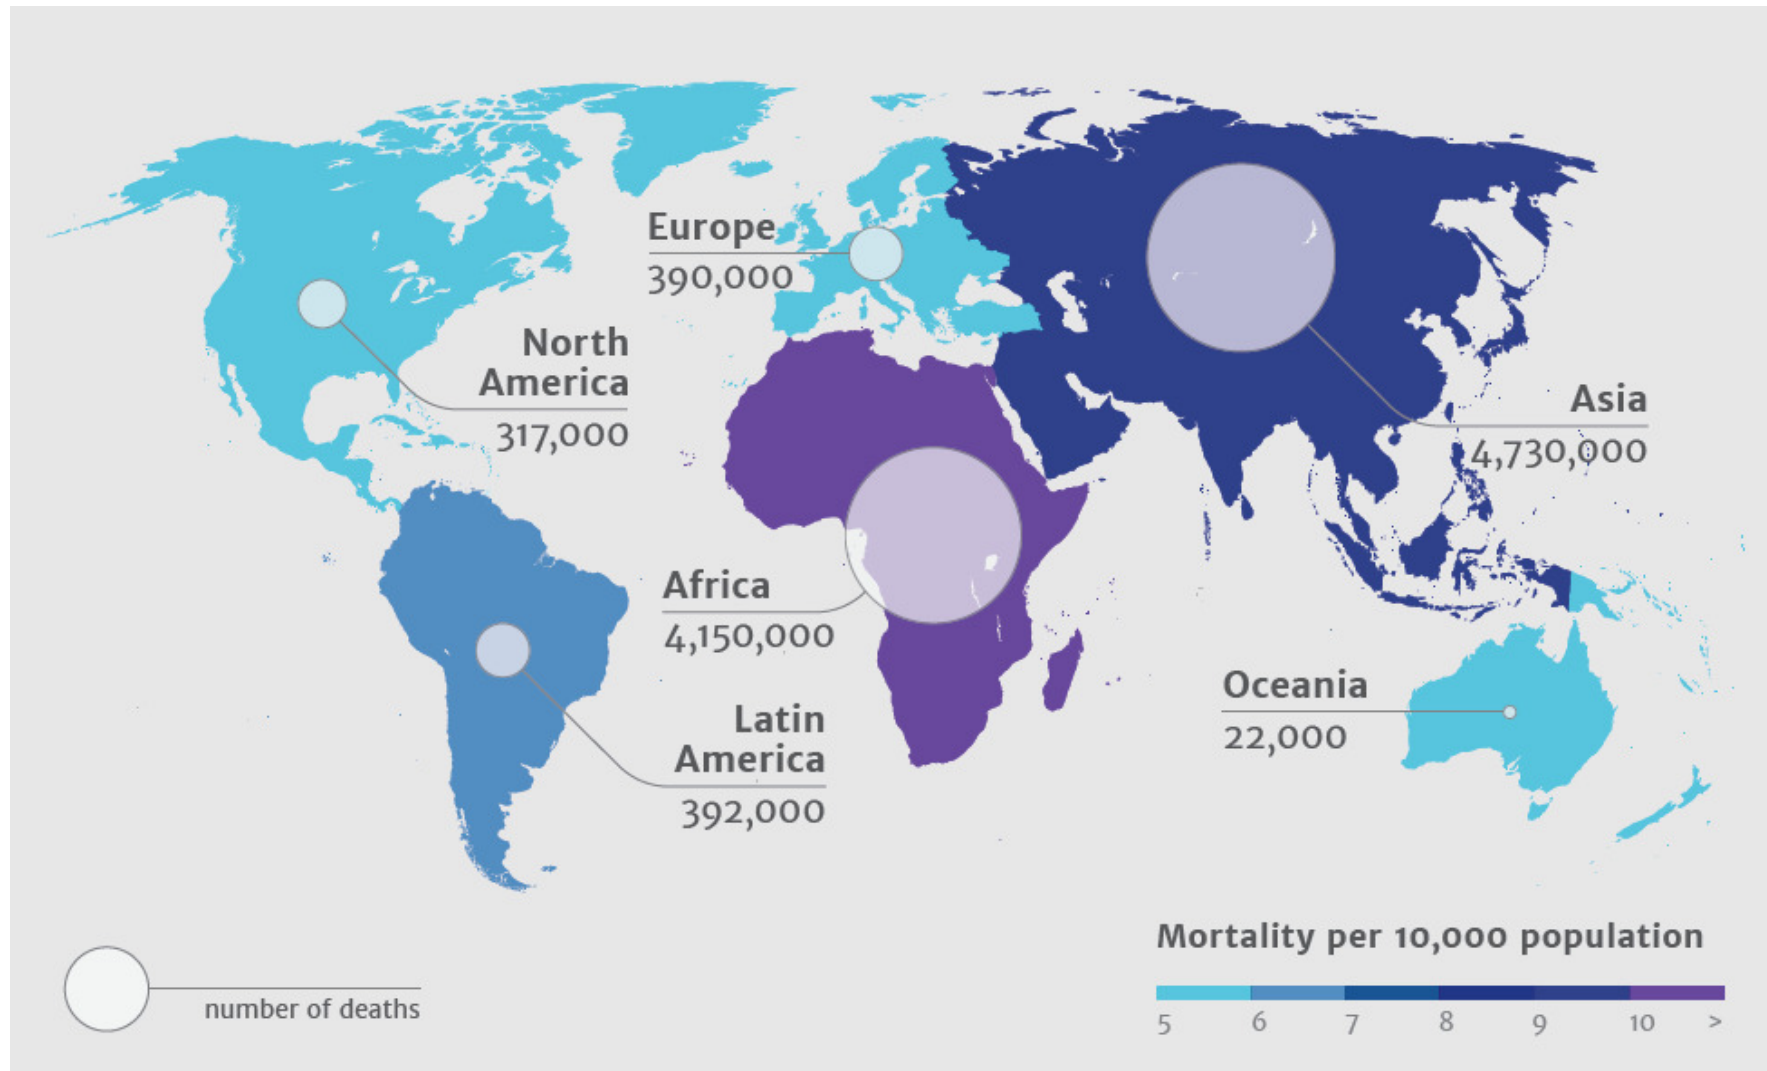 Europe
390,000
North
America
317,000
Asia
4,730,000
Africa
4,150,000
Oceania
22,000
Latin
America
392,000
Mortality per 10,000 population
5 6 7 8 9 10 >
number of deaths